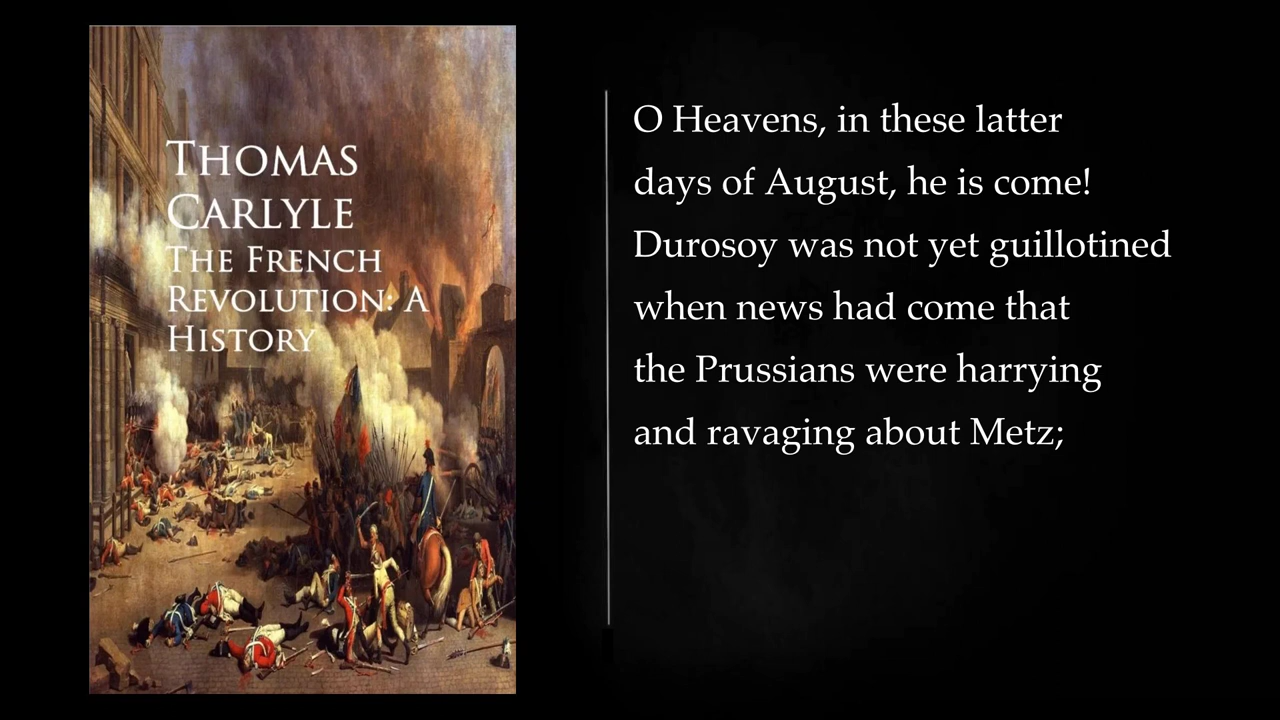 THOMAS
CARLYLE
THE FRENCH
REVOLUTION: A
HISTORY
O Heavens, in these latter
days of August, he is come!
Durosoy was not yet guillotined
when news had come that
the Prussians were harrying
and ravaging about Metz;